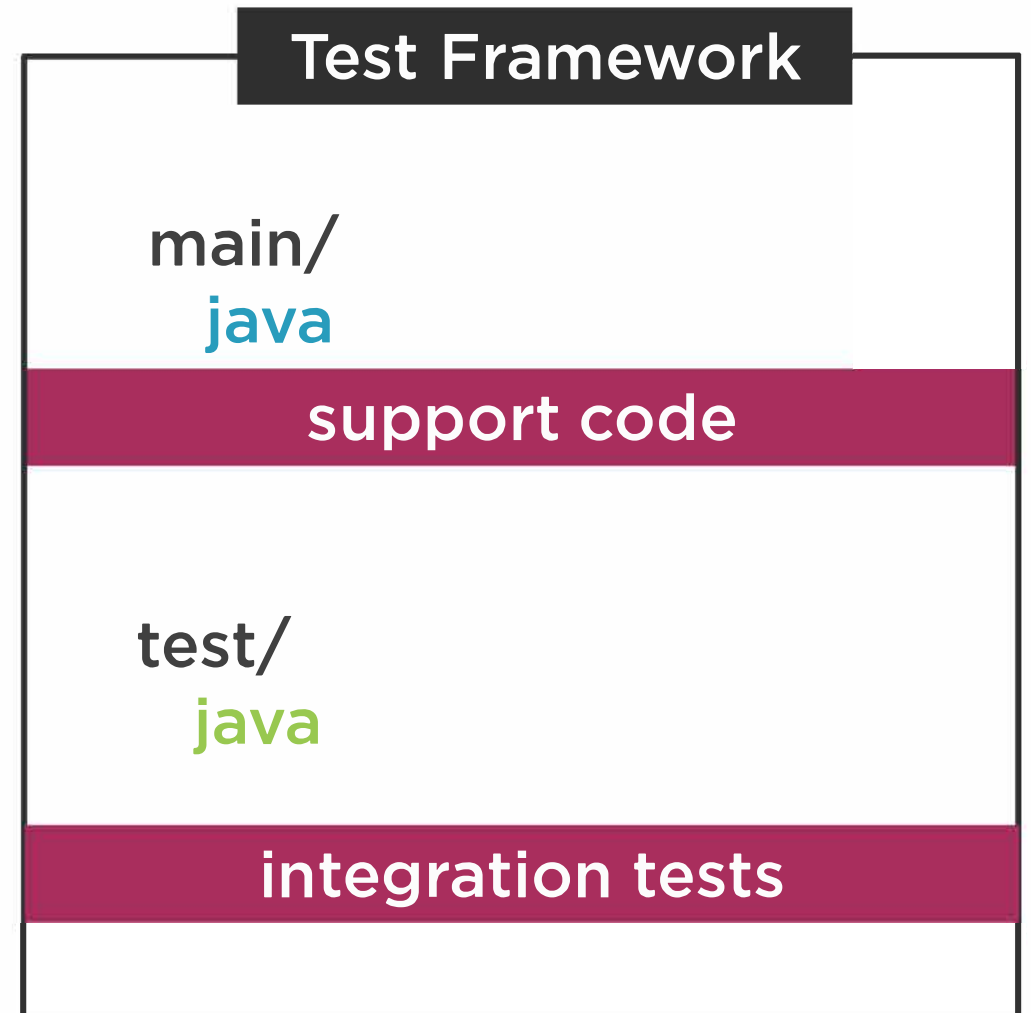 Test Framework
main/
java
support code
test/
java
integration tests